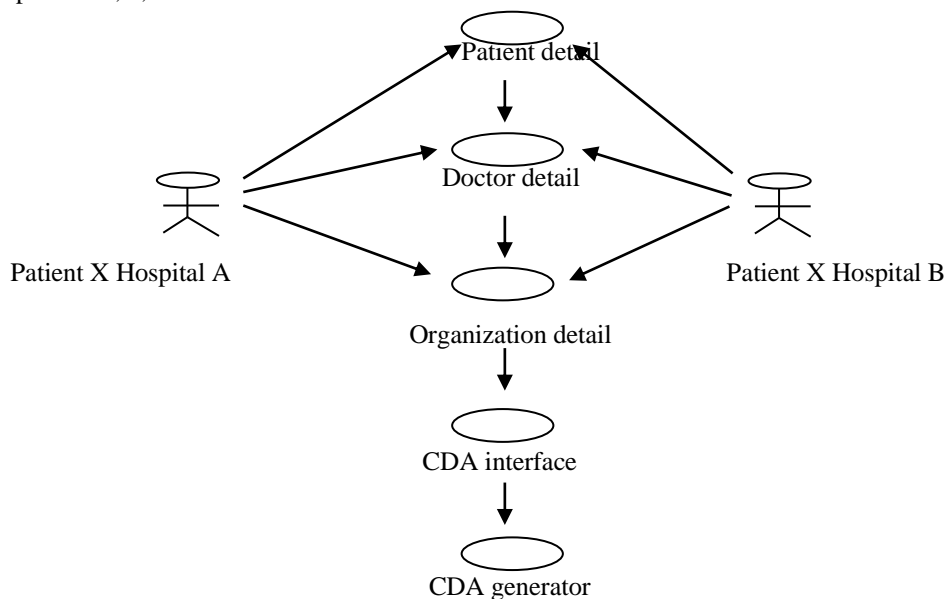 Patient detail
Doctor detail
Patient X Hospital A
Patient X Hospital B
Organization detail
CDA interface
CDA generator